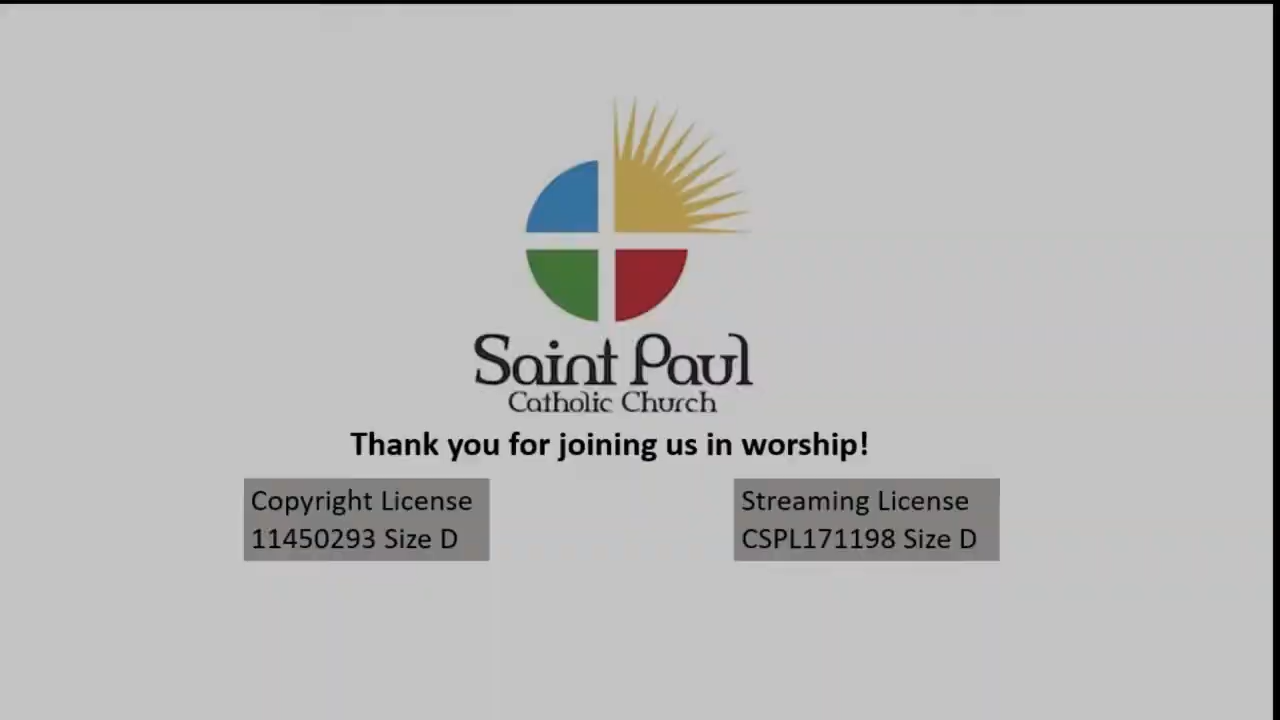 Saint Paul
Catholic Church
Thank you for joining us in worship!
Copyright License
11450293 Size D
Streaming License
CSPL171198 Size D